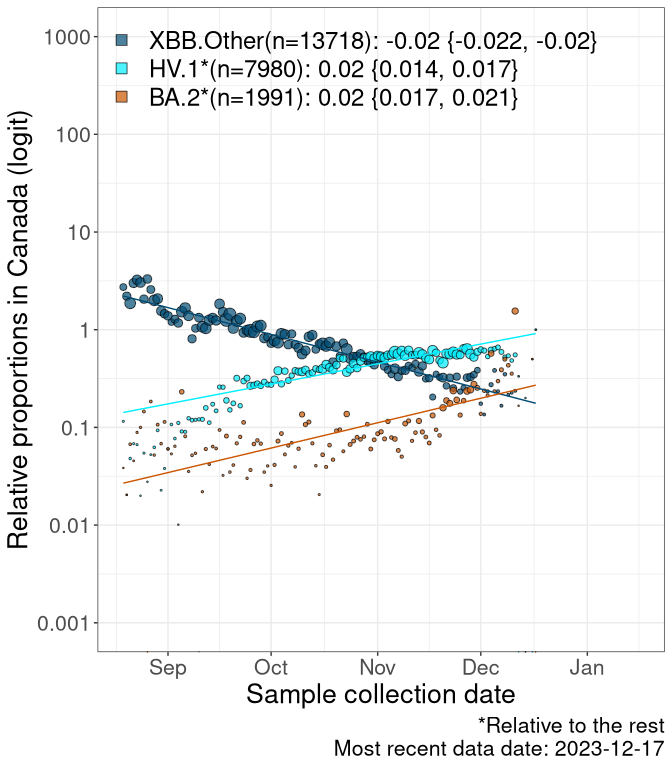 XBB.Other(n=13718): -0.02 {-0.022, -0.02}
HV.1*(n=7980): 0.02 {0.014, 0.017}
BA.2*(n=1991): 0.02 {0.017, 0.021}
Relative proportions in Canada (logit)
1000
100
10
1
0.1
0.01
0.001
Sep Oct Nov Dec Jan
Sample collection date
*Relative to the rest
Most recent data date: 2023-12-17